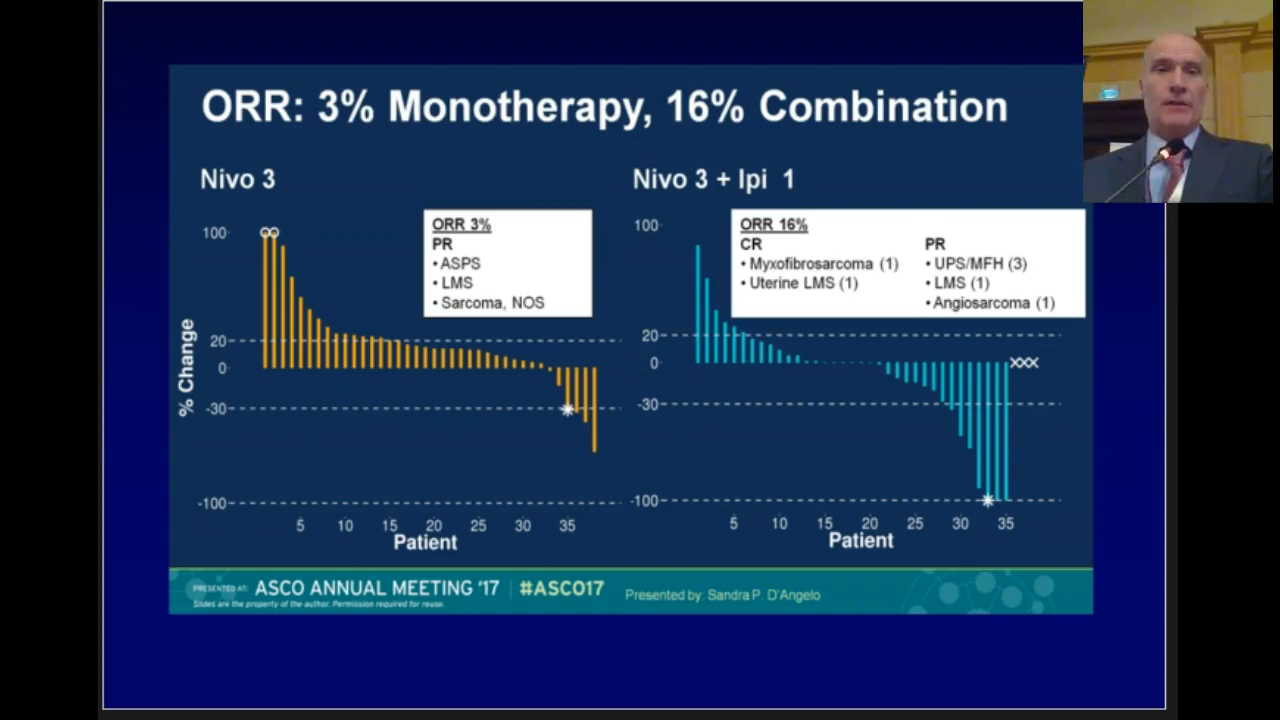 ORR: 3% Monotherapy, 16% Combination
Nivo 3
ORR 3%
PR
• ASPS
• LMS
• Sarcoma, NOS
% Change
100
20
0
-30
-100
5 10 15 20 25 30 35
Patient
Nivo 3 + Ipi 1
ORR 16%
CR
• Myxofibrosarcoma (1)
• Uterine LMS (1)
PR
• UPS/MFH (3)
• LMS (1)
• Angiosarcoma (1)
100
20
0
-30
-100
5 10 15 20 25 30 35
Patient
PRESENTED AT: ASCO ANNUAL MEETING '17 | #ASCO17
Slides are the property of the author. Permission required for reuse.
Presented by: Sandra P. D'Angelo